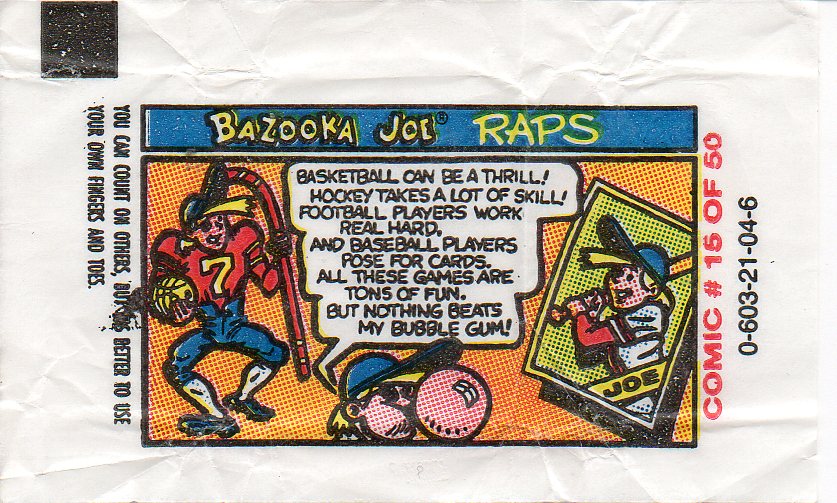 BAZOOKA JOE® RAPS
BASKETBALL CAN BE A THRILL!
HOCKEY TAKES A LOT OF SKILL!
FOOTBALL PLAYERS WORK
REAL HARD.
AND BASEBALL PLAYERS
POSE FOR CARDS.
ALL THESE GAMES ARE
TONS OF FUN.
BUT NOTHING BEATS
MY BUBBLE GUM!
7
JOE
YOU CAN COUNT ON OTHERS, BETTER TO USE
YOUR OWN FINGERS AND TOES
COMIC # 15 OF 50
0-603-21-04-6